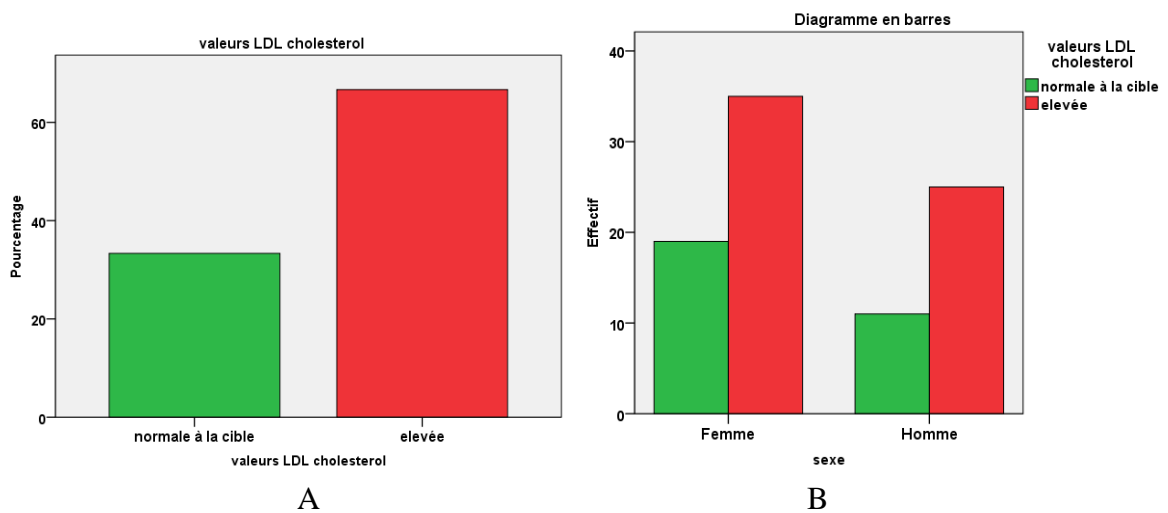 valeurs LDL cholesterol
Pourcentage
60
40
20
0
normale à la cible
elevée
valeurs LDL cholesterol
A
Diagramme en barres
Effectif
40
30
20
10
0
Femme
Homme
sexe
valeurs LDL
cholesterol
normale à la cible
elevée
B